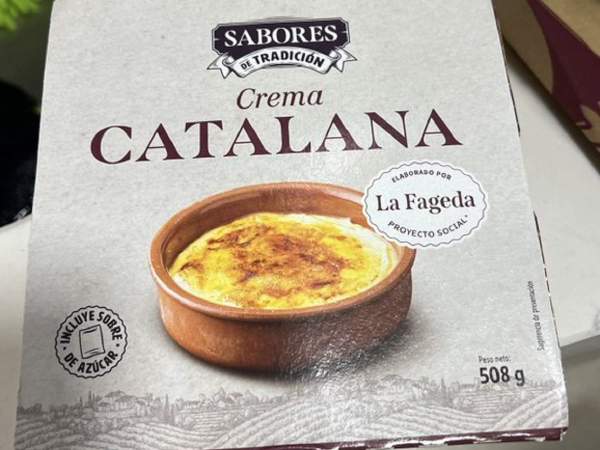 SABORES
DE TRADICIÓN
Crema
CATALANA
ELABORADO POR
La Fageda
PROYECTO SOCIAL*
INCLUYE SOBRE
DE AZÚCAR
Sugerencia de presentación
Peso neto:
508 g